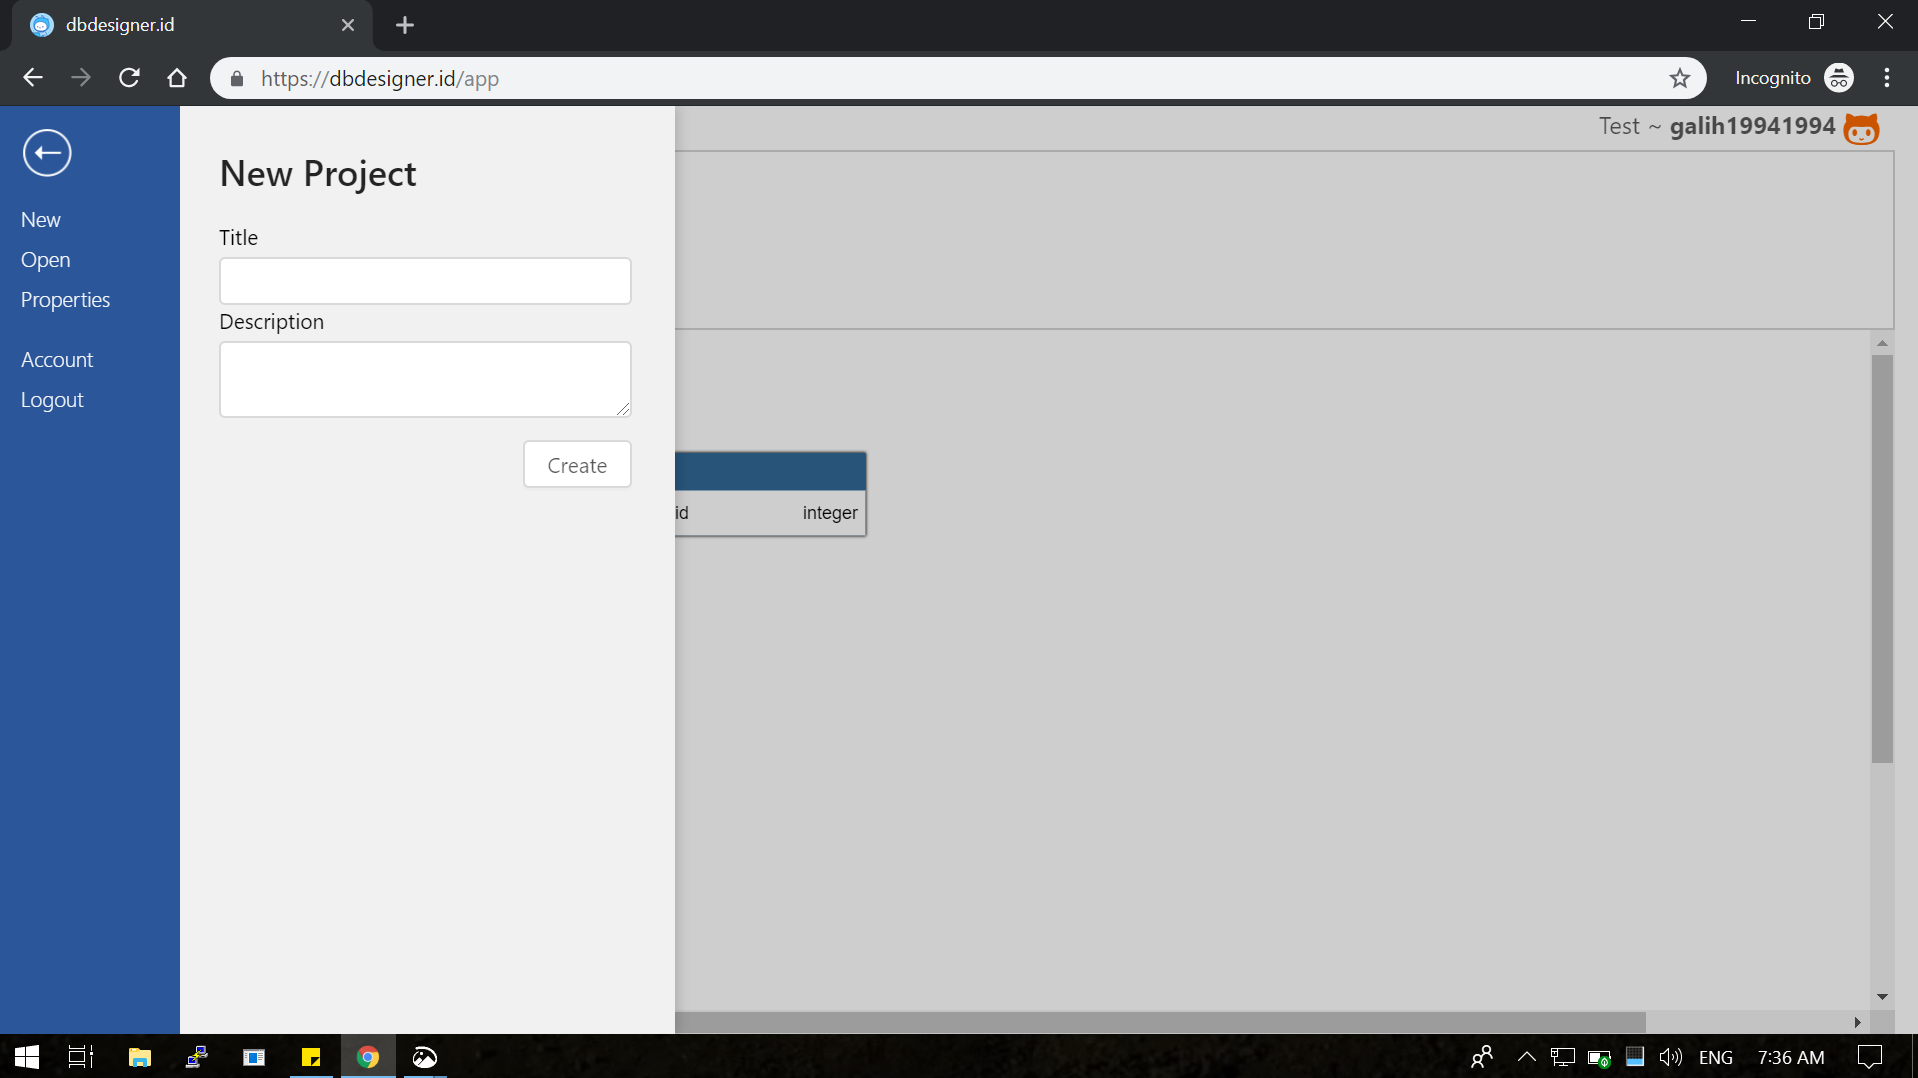 dbdesigner.id
https://dbdesigner.id/app
Incognito
Test ~ galih19941994
New
Open
Properties
Account
Logout
New Project
Title
Description
Create
id integer
ENG 7:36 AM